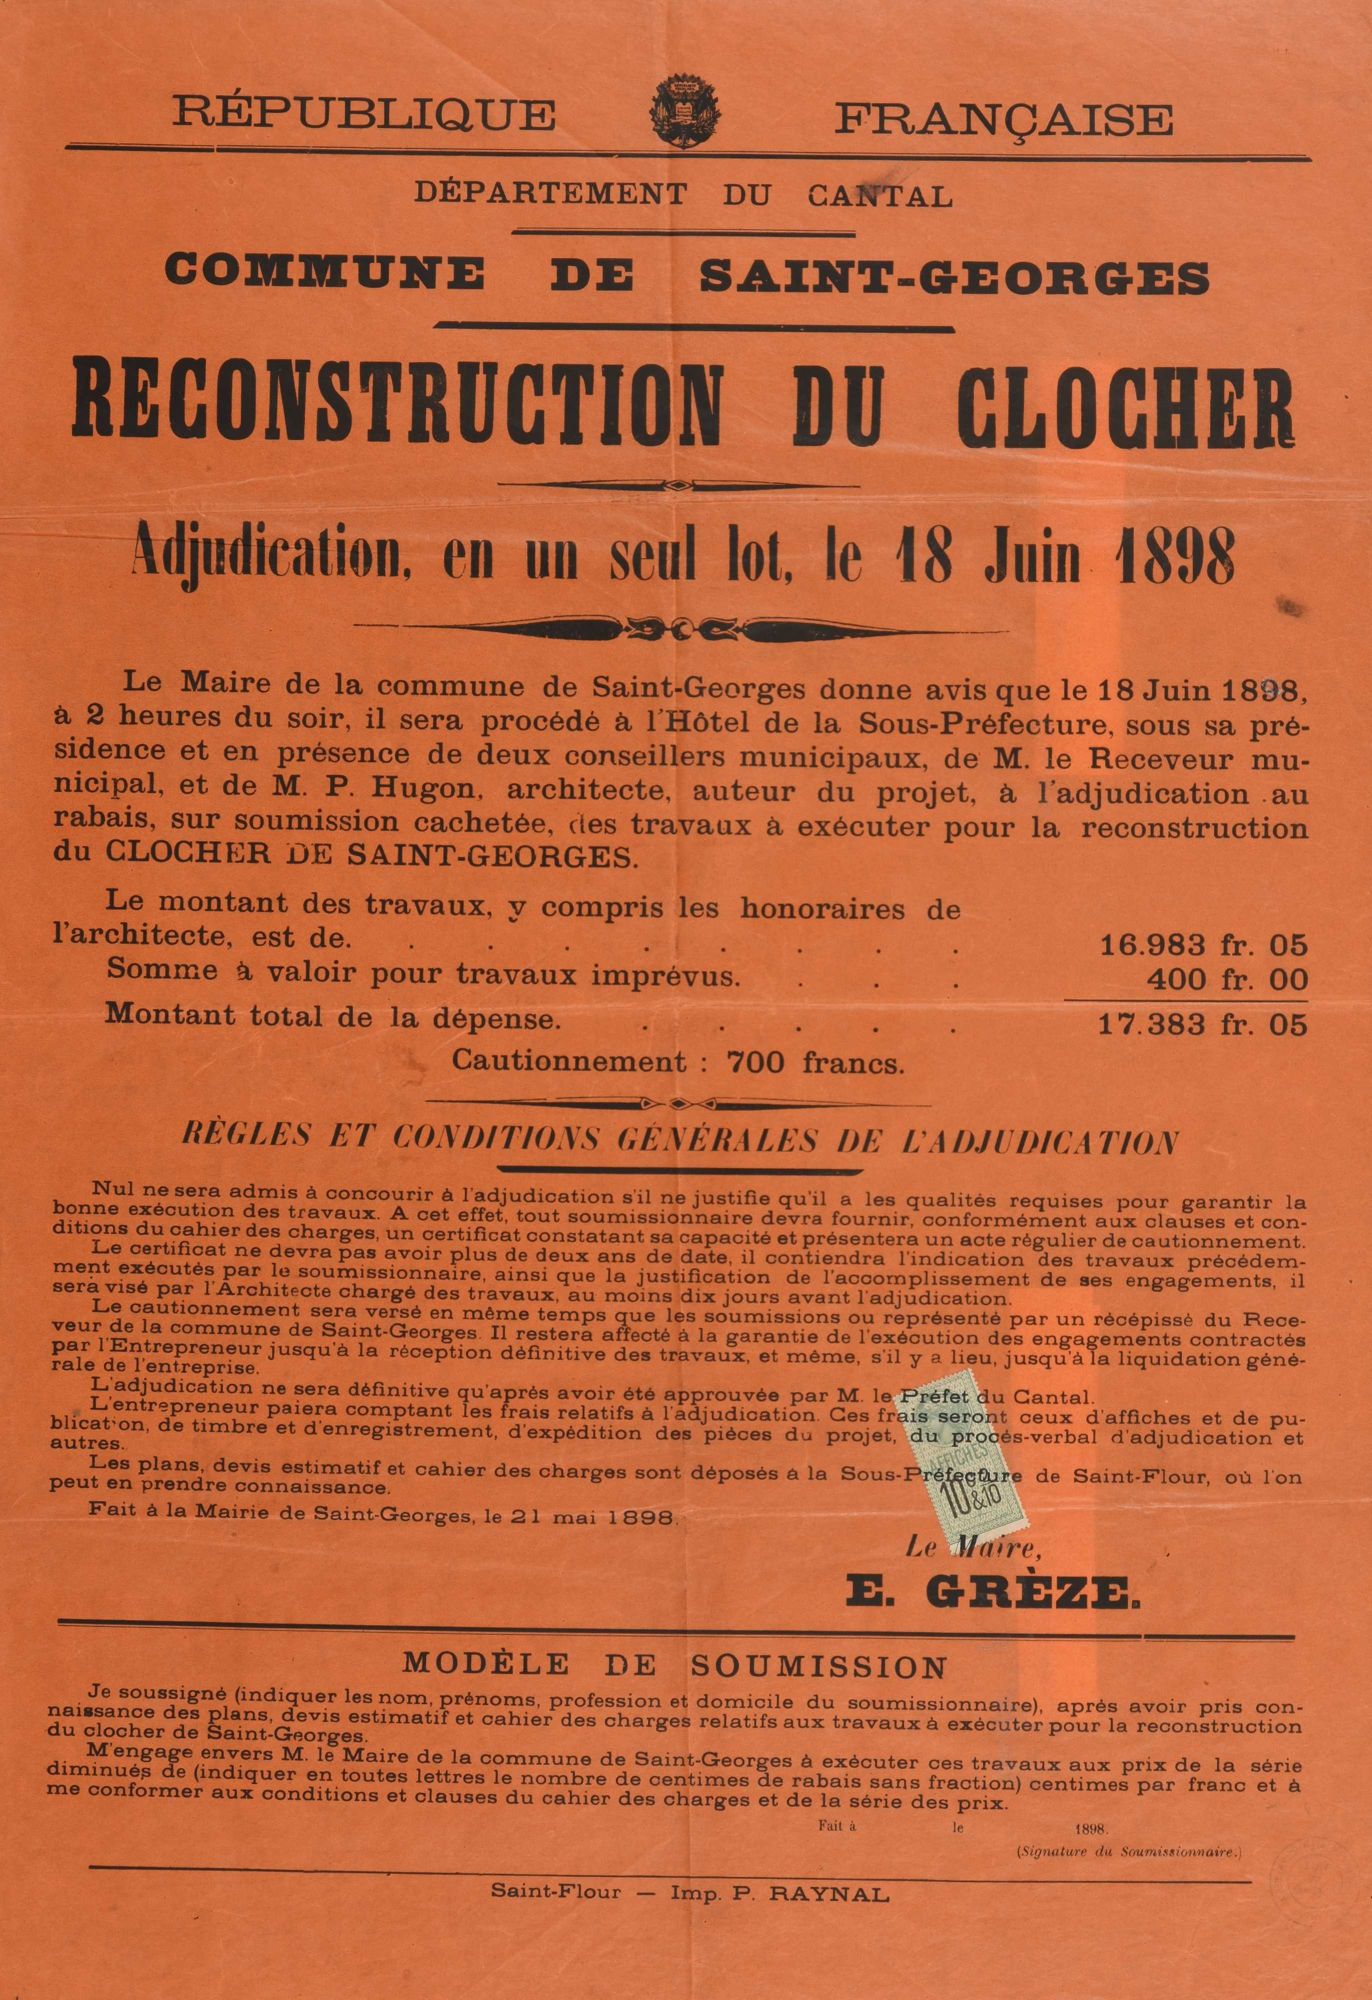 RÉPUBLIQUE FRANÇAISE
DÉPARTEMENT DU CANTAL
COMMUNE DE SAINT-GEORGES
RECONSTRUCTION DU CLOCHER
Adjudication, en un seul lot, le 18 Juin 1898
Le Maire de la commune de Saint-Georges donne avis que le 18 Juin 1898,
à 2 heures du soir, il sera procédé à l'Hôtel de la Sous-Préfecture, sous sa pré-
sidence et en présence de deux conseillers municipaux, de M. le Receveur mu-
nicipal, et de M. P. Hugon, architecte, auteur du projet, à l'adjudication au
rabais, sur soumission cachetée, des travaux à exécuter pour la reconstruction
du CLOCHER DE SAINT-GEORGES.
Le montant des travaux, y compris les honoraires de
l'architecte, est de. . . . . . . . . 16.983 fr. 05
Somme à valoir pour travaux imprévus. . . . 400 fr. 00
Montant total de la dépense. . . . . . 17.383 fr. 05
Cautionnement : 700 francs.
RÈGLES ET CONDITIONS GÉNÉRALES DE L'ADJUDICATION
Nul ne sera admis à concourir à l'adjudication s'il ne justifie qu'il a les qualités requises pour garantir la
bonne exécution des travaux. A cet effet, tout soumissionnaire devra fournir, conformément aux clauses et con-
ditions du cahier des charges, un certificat constatant sa capacité et présentera un acte régulier de cautionnement.
Le certificat ne devra pas avoir plus de deux ans de date, il contiendra l'indication des travaux précédem-
ment exécutés par le soumissionnaire, ainsi que la justification de l'accomplissement de ses engagements, il
sera visé par l'Architecte chargé des travaux, au moins dix jours avant l'adjudication.
Le cautionnement sera versé en même temps que les soumissions ou représenté par un récépissé du Rece-
veur de la commune de Saint-Georges. Il restera affecté à la garantie de l'exécution des engagements contractés
par l'Entrepreneur jusqu'à la réception définitive des travaux, et même, s'il y a lieu, jusqu'à la liquidation géné-
rale de l'entreprise.
L'adjudication ne sera définitive qu'après avoir été approuvée par M. le Préfet du Cantal.
L'entrepreneur paiera comptant les frais relatifs à l'adjudication. Ces frais seront ceux d'affiches et de pu-
blication, de timbre et d'enregistrement, d'expédition des pièces du projet, du procès-verbal d'adjudication et
autres.
Les plans, devis estimatif et cahier des charges sont déposés à la Sous-Préfecture de Saint-Flour, où l'on
peut en prendre connaissance.
AFFICHES
10c &10
Fait à la Mairie de Saint-Georges, le 21 mai 1898.
Le Maire,
E. GRÈZE.
MODÈLE DE SOUMISSION
Je soussigné (indiquer les nom, prénoms, profession et domicile du soumissionnaire), après avoir pris con-
naissance des plans, devis estimatif et cahier des charges relatifs aux travaux à exécuter pour la reconstruction
du clocher de Saint-Georges.
M'engage envers M. le Maire de la commune de Saint-Georges à exécuter ces travaux aux prix de la série
diminués de (indiquer en toutes lettres le nombre de centimes de rabais sans fraction) centimes par franc et à
me conformer aux conditions et clauses du cahier des charges et de la série des prix.
Fait à le 1898.
(Signature du Soumissionnaire.)
Saint-Flour — Imp. P. RAYNAL